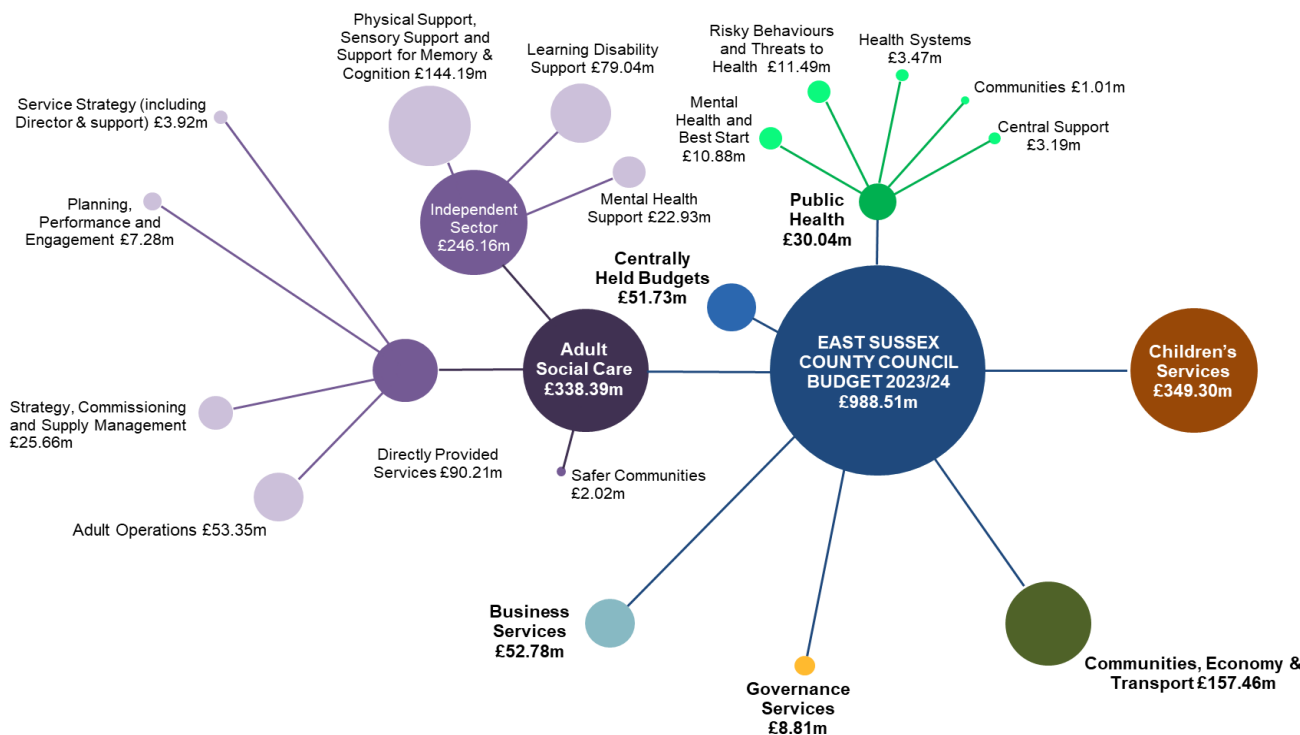 Physical Support,
Sensory Support and
Support for Memory &
Cognition £144.19m
Learning Disability
Support £79.04m
Risky Behaviours
and Threats to
Health £11.49m
Health Systems
£3.47m
Communities £1.01m
Mental
Health and
Best Start
£10.88m
Central Support
£3.19m
Service Strategy (including
Director & support) £3.92m
Planning,
Performance and
Engagement £7.28m
Independent
Sector
£246.16m
Mental Health
Support £22.93m
Public
Health
£30.04m
Centrally
Held Budgets
£51.73m
Adult
Social Care
£338.39m
EAST SUSSEX
COUNTY COUNCIL
BUDGET 2023/24
£988.51m
Children’s
Services
£349.30m
Strategy, Commissioning
and Supply Management
£25.66m
Directly Provided
Services £90.21m
Safer Communities
£2.02m
Adult Operations £53.35m
Business
Services
£52.78m
Governance
Services
£8.81m
Communities, Economy &
Transport £157.46m